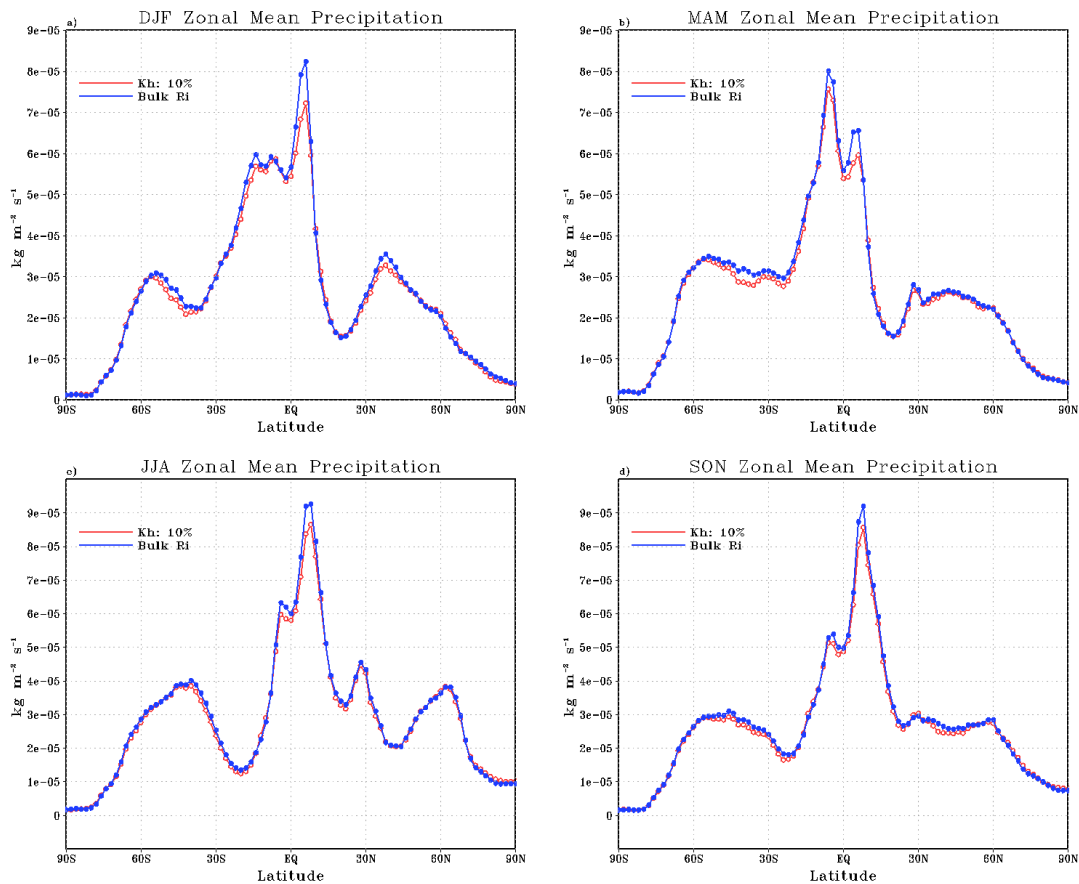 a) DJF Zonal Mean Precipitation
9e-05
8e-05
7e-05
6e-05
5e-05
4e-05
3e-05
2e-05
1e-05
0
kg m⁻² s⁻¹
Kh: 10%
Bulk Ri
90S 60S 30S EQ 30N 60N 90N
Latitude
b) MAM Zonal Mean Precipitation
9e-05
8e-05
7e-05
6e-05
5e-05
4e-05
3e-05
2e-05
1e-05
0
kg m⁻² s⁻¹
Kh: 10%
Bulk Ri
90S 60S 30S EQ 30N 60N 90N
Latitude
c) JJA Zonal Mean Precipitation
9e-05
8e-05
7e-05
6e-05
5e-05
4e-05
3e-05
2e-05
1e-05
0
kg m⁻² s⁻¹
Kh: 10%
Bulk Ri
90S 60S 30S EQ 30N 60N 90N
Latitude
d) SON Zonal Mean Precipitation
9e-05
8e-05
7e-05
6e-05
5e-05
4e-05
3e-05
2e-05
1e-05
0
kg m⁻² s⁻¹
Kh: 10%
Bulk Ri
90S 60S 30S EQ 30N 60N 90N
Latitude